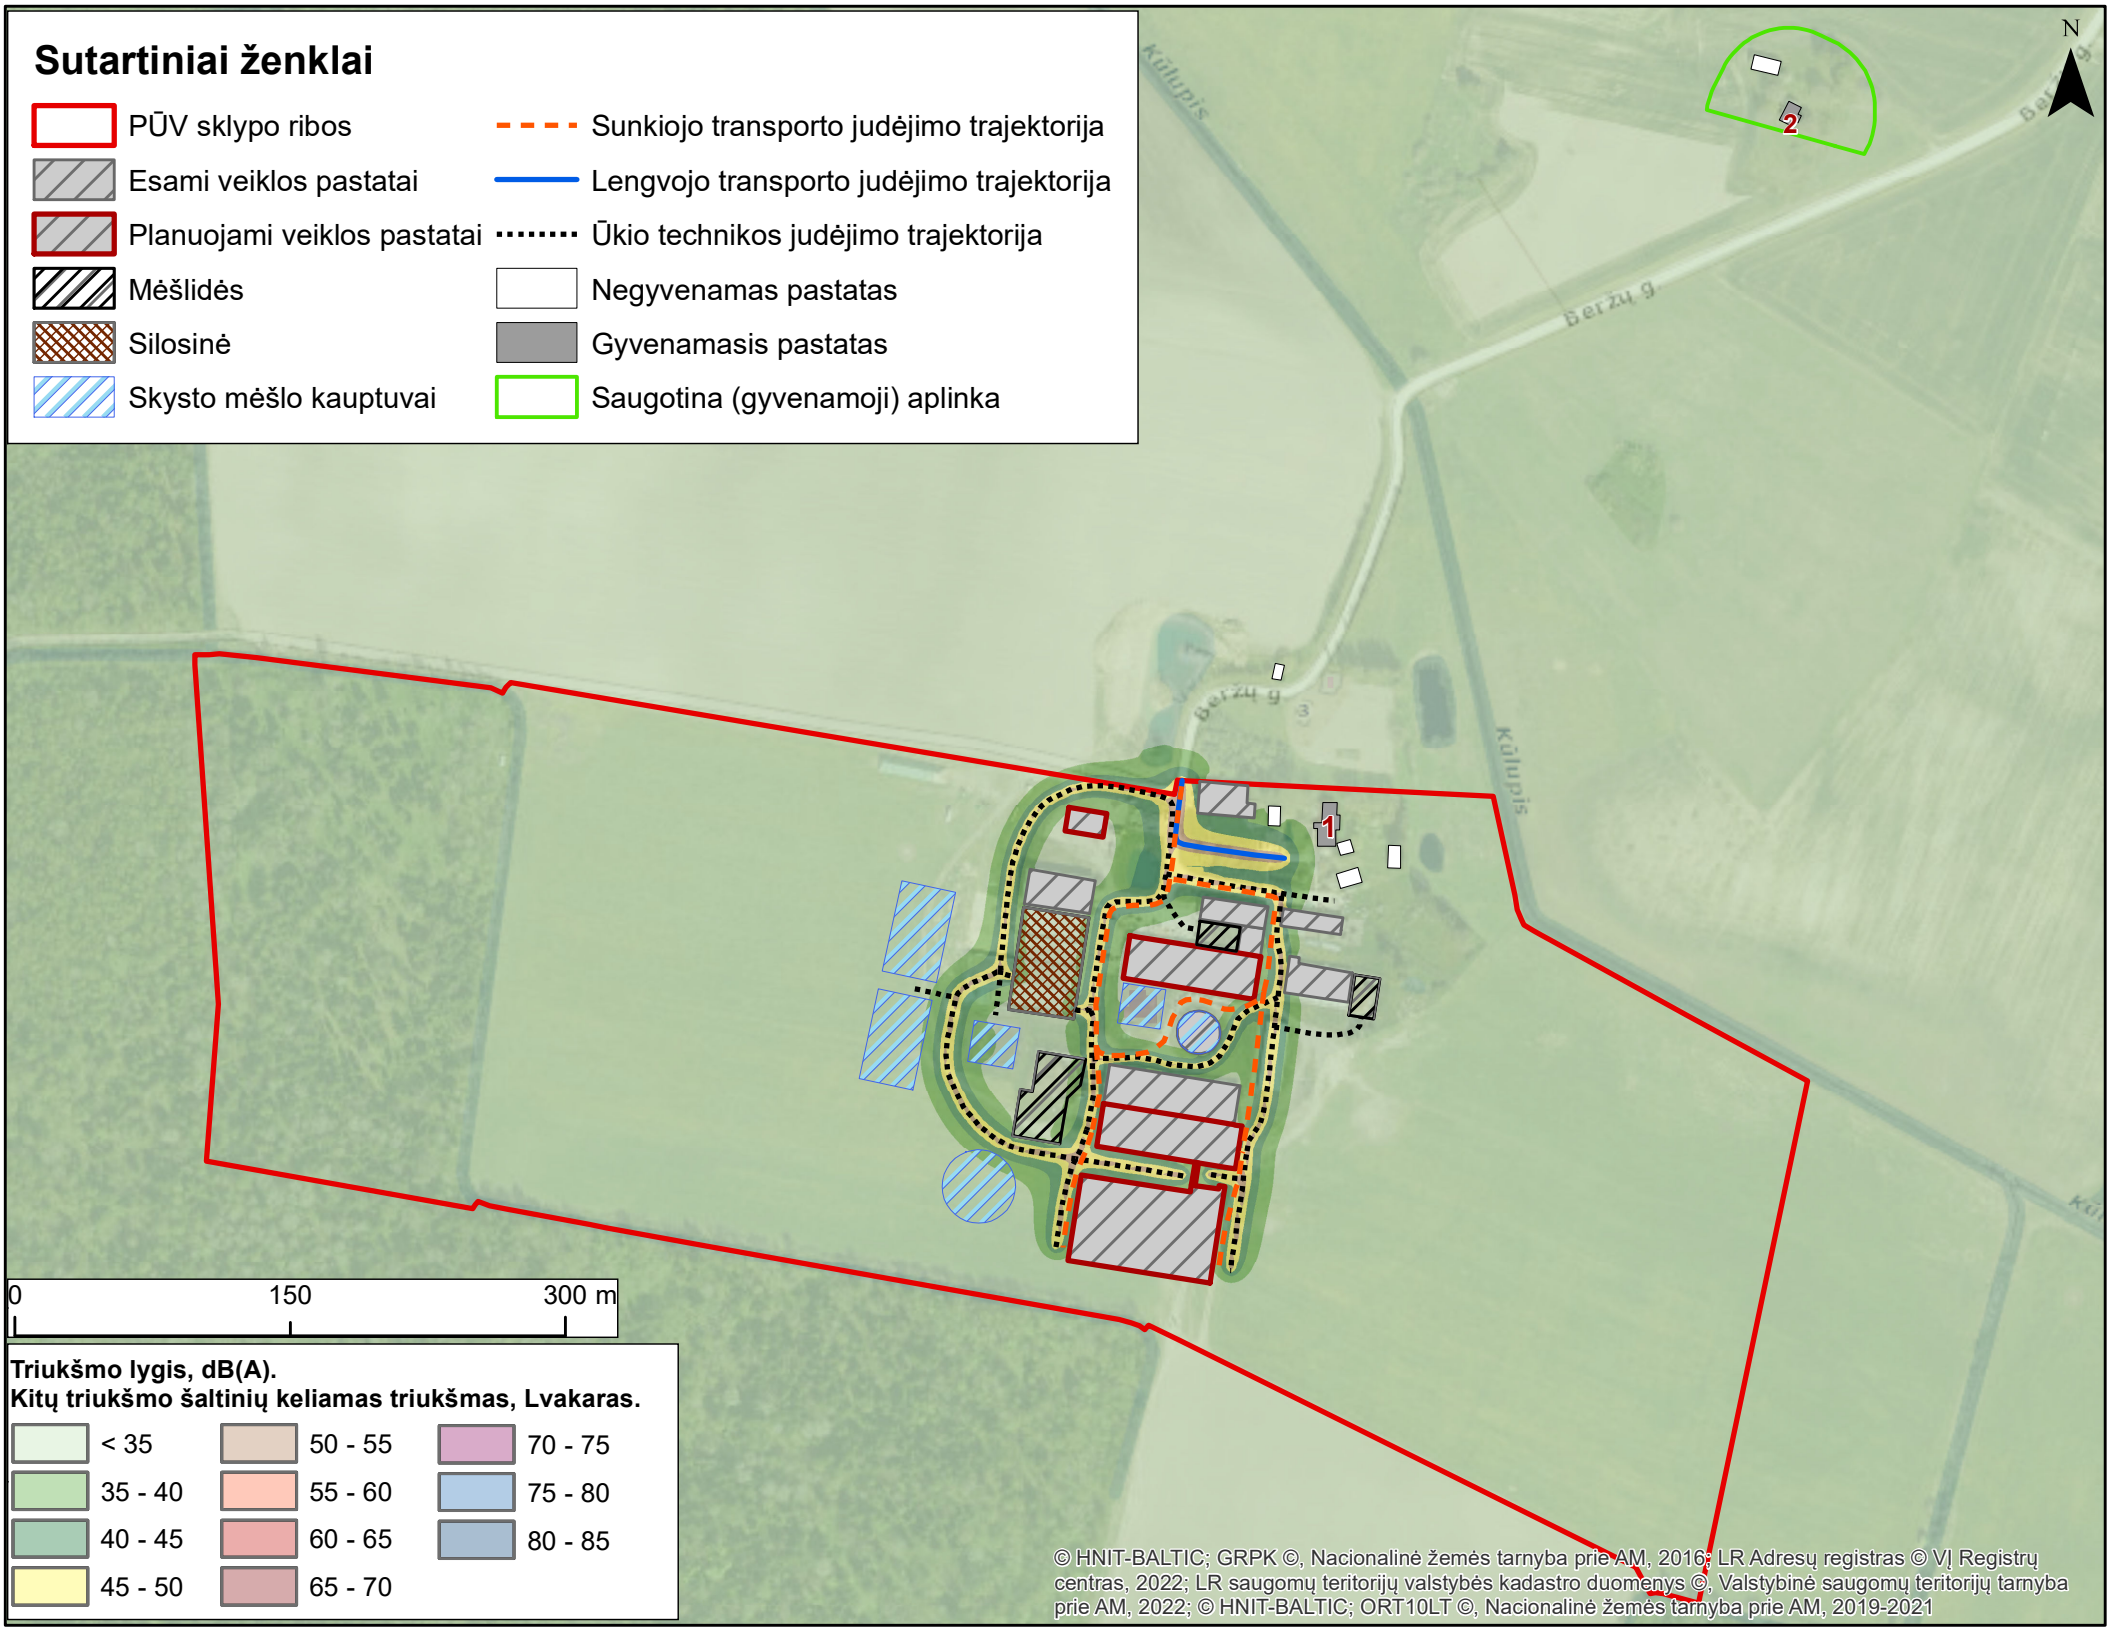 Sutartiniai ženklai
PŪV sklypo ribos
Esami veiklos pastatai
Planuojami veiklos pastatai
Mėšlidės
Silosinė
Skysto mėšlo kauptuvai
Sunkiojo transporto judėjimo trajektorija
Lengvojo transporto judėjimo trajektorija
Ūkio technikos judėjimo trajektorija
Negyvenamas pastatas
Gyvenamasis pastatas
Saugotina (gyvenamoji) aplinka
Kūlupis
N
Beržų g.
2
Beržų g.
Beržų g
3
Kūlupis
1
Kūl
0 150 300 m
Triukšmo lygis, dB(A).
Kitų triukšmo šaltinių keliamas triukšmas, Lvakaras.
< 35
35 - 40
40 - 45
45 - 50
50 - 55
55 - 60
60 - 65
65 - 70
70 - 75
75 - 80
80 - 85
© HNIT-BALTIC; GRPK ©, Nacionalinė žemės tarnyba prie AM, 2016; LR Adresų registras © VĮ Registrų
centras, 2022; LR saugomų teritorijų valstybės kadastro duomenys ©, Valstybinė saugomų teritorijų tarnyba
prie AM, 2022; © HNIT-BALTIC; ORT10LT ©, Nacionalinė žemės tarnyba prie AM, 2019-2021